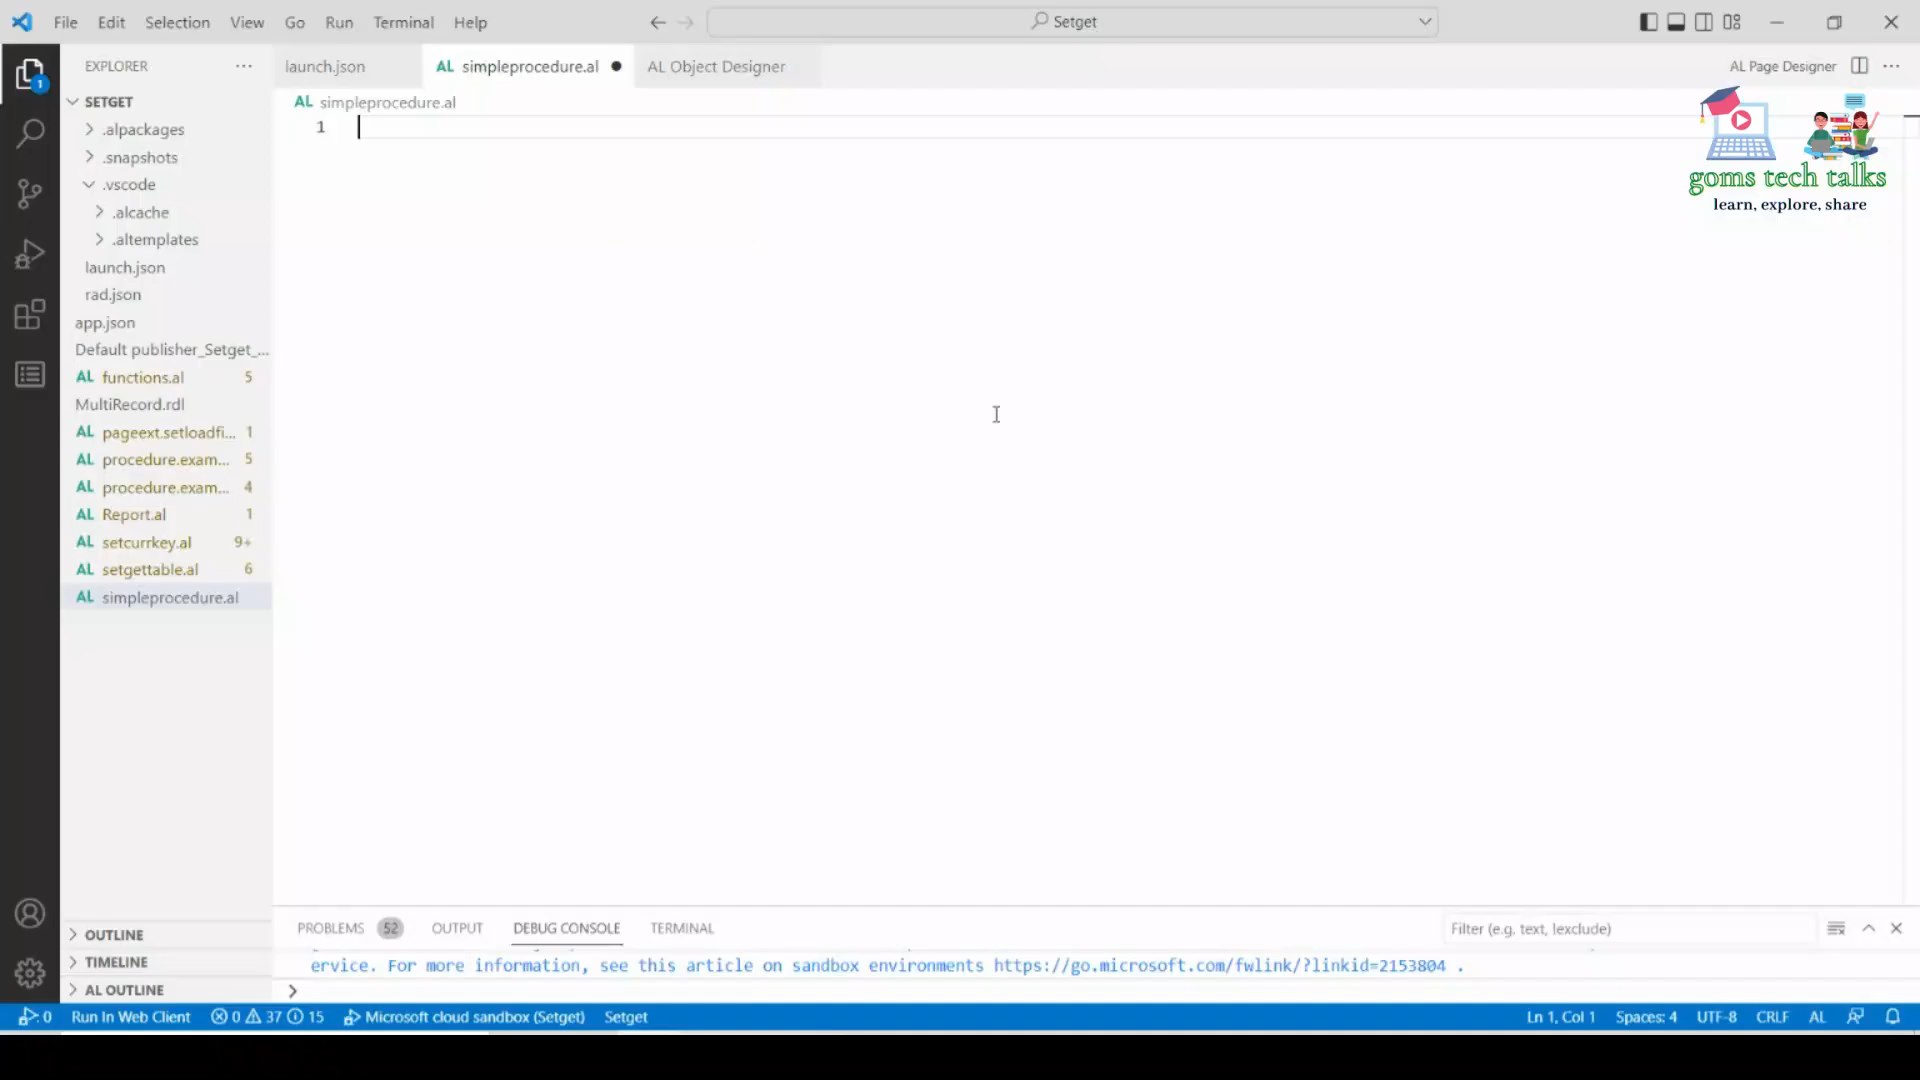 File Edit Selection View Go Run Terminal Help
Setget
EXPLORER
launch.json
AL simpleprocedure.al
AL Object Designer
AL Page Designer
AL simpleprocedure.al
1
goms tech talks
learn, explore, share
1
SETGET
.alpackages
.snapshots
.vscode
.alcache
.altemplates
launch.json
rad.json
app.json
Default publisher_Setget_...
AL functions.al 5
MultiRecord.rdl
AL pageext.setloadfi... 1
AL procedure.exam... 5
AL procedure.exam... 4
AL Report.al 1
AL setcurrkey.al 9+
AL setgettable.al 6
AL simpleprocedure.al
OUTLINE
TIMELINE
AL OUTLINE
PROBLEMS 52 OUTPUT DEBUG CONSOLE TERMINAL
Filter (e.g. text, !exclude)
ervice. For more information, see this article on sandbox environments https://go.microsoft.com/fwlink/?linkid=2153804 .
: 0 Run In Web Client 0 37 15 Microsoft cloud sandbox (Setget) Setget
Ln 1, Col 1 Spaces: 4 UTF-8 CRLF AL